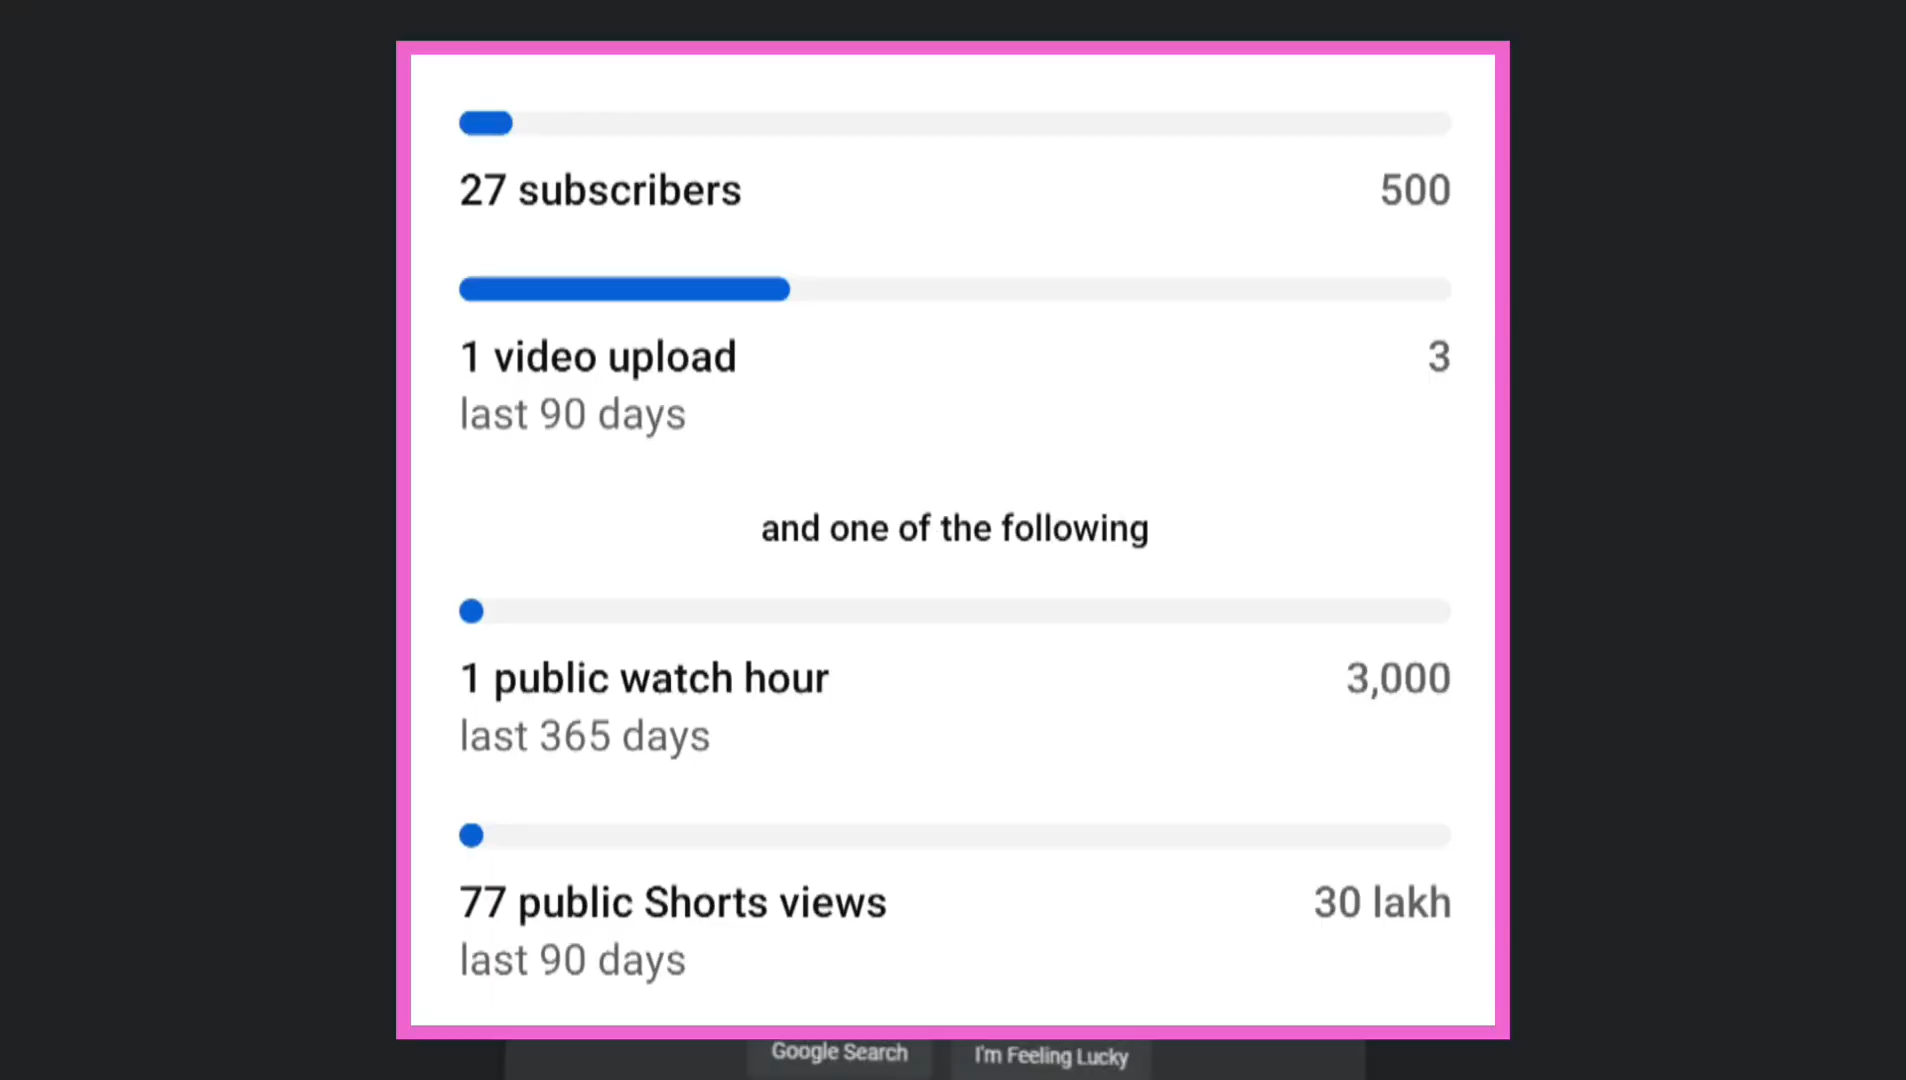 27 subscribers 500
1 video upload 3
last 90 days
and one of the following
1 public watch hour 3,000
last 365 days
77 public Shorts views 30 lakh
last 90 days
Google Search I'm Feeling Lucky